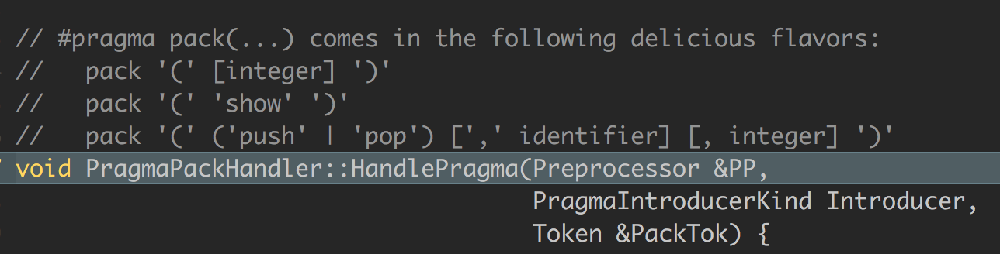 // #pragma pack(...) comes in the following delicious flavors:
//   pack '(' [integer] ')'
//   pack '(' 'show' ')'
//   pack '(' ('push' | 'pop') [',' identifier] [, integer] ')'
void PragmaPackHandler::HandlePragma(Preprocessor &PP,
                                     PragmaIntroducerKind Introducer,
                                     Token &PackTok) {